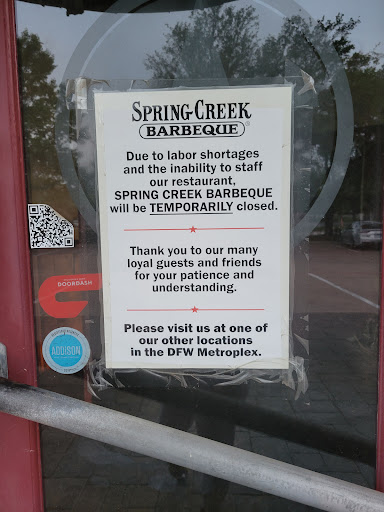 SPRING CREEK
BARBEQUE®
Due to labor shortages
and the inability to staff
our restaurant,
SPRING CREEK BARBEQUE
will be TEMPORARILY closed.
Thank you to our many
loyal guests and friends
for your patience and
understanding.
Please visit us at one of
our other locations
in the DFW Metroplex.
DOORDASH
ADDISON